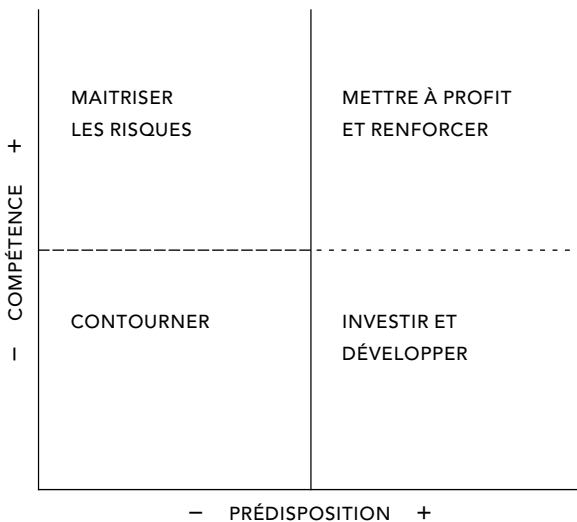 MAITRISER
LES RISQUES
METTRE À PROFIT
ET RENFORCER
CONTOURNER
INVESTIR ET
DÉVELOPPER
– COMPÉTENCE +
– PRÉDISPOSITION +